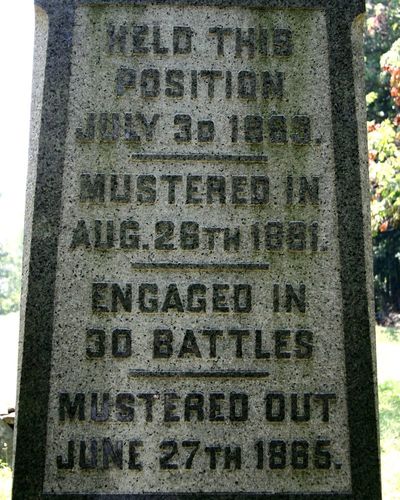 HELD THIS
POSITION
JULY 3D 1863.
MUSTERED IN
AUG. 28TH 1861.
ENGAGED IN
30 BATTLES
MUSTERED OUT
JUNE 27TH 1865.